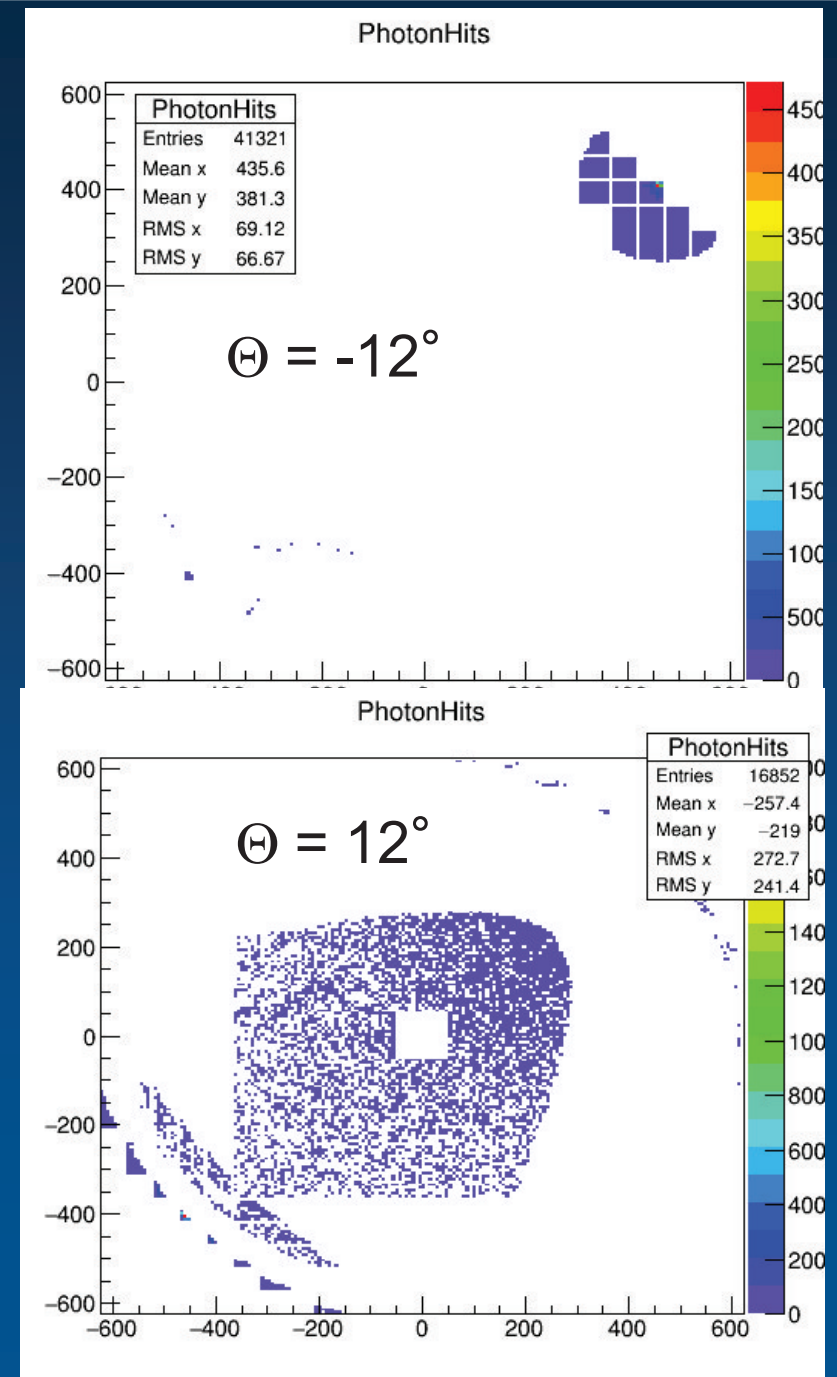 PhotonHits
PhotonHits
Entries 41321
Mean x 435.6
Mean y 381.3
RMS x 69.12
RMS y 66.67
Θ = -12°
600
400
200
0
−200
−400
−600
450
400
350
300
250
200
150
100
500
0
PhotonHits
PhotonHits
Entries 16852
Mean x −257.4
Mean y −219
RMS x 272.7
RMS y 241.4
Θ = 12°
600
400
200
0
−200
−400
−600
−600 −400 −200 0 200 400 600
140
120
100
800
600
400
200
0